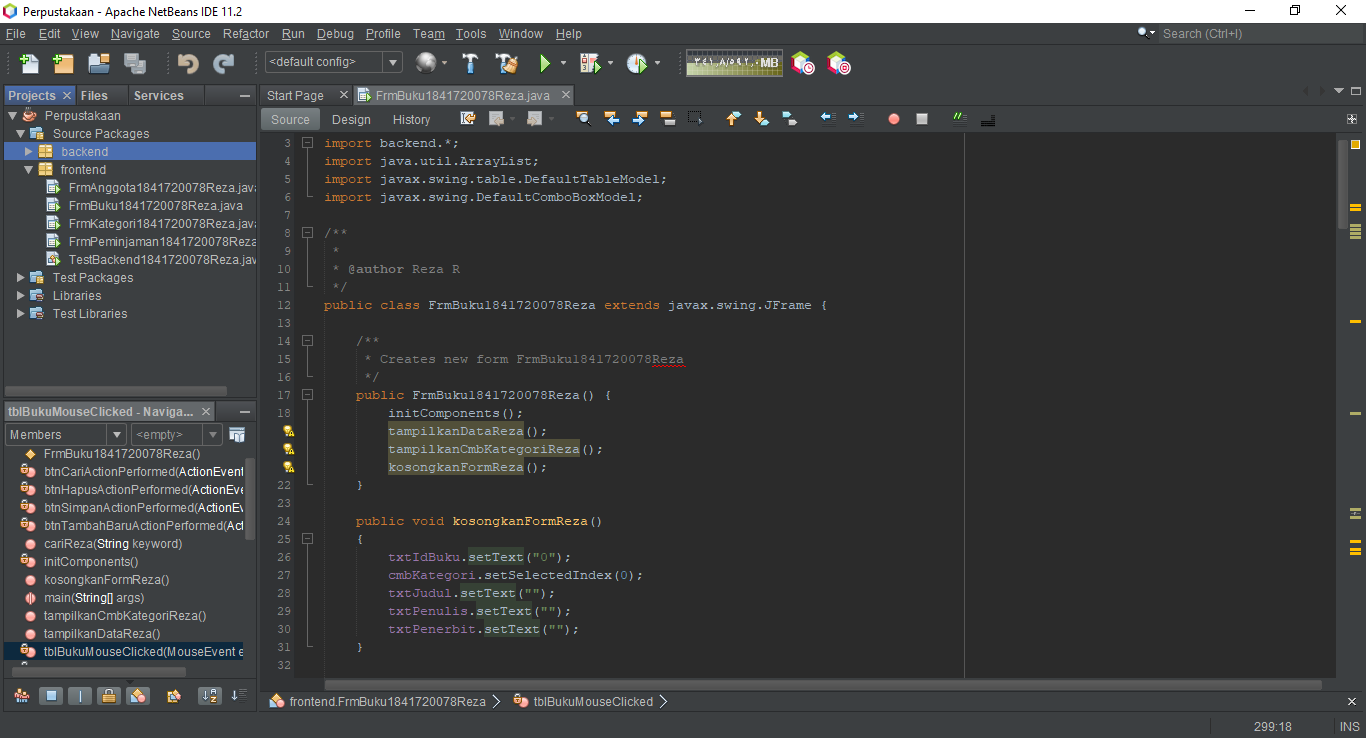 Perpustakaan - Apache NetBeans IDE 11.2
File Edit View Navigate Source Refactor Run Debug Profile Team Tools Window Help
Search (Ctrl+I)
<default config>
٣٤١٫٨/٥٩٢٫٠MB
Projects Files Services
Perpustakaan
Source Packages
backend
frontend
FrmAnggota1841720078Reza.java
FrmBuku1841720078Reza.java
FrmKategori1841720078Reza.java
FrmPeminjaman1841720078Reza
TestBackend1841720078Reza.jav
Test Packages
Libraries
Test Libraries
tblBukuMouseClicked - Naviga...
Members <empty>
FrmBuku1841720078Reza()
btnCariActionPerformed(ActionEvent
btnHapusActionPerformed(ActionEve
btnSimpanActionPerformed(ActionEv
btnTambahBaruActionPerformed(Act
cariReza(String keyword)
initComponents()
kosongkanFormReza()
main(String[] args)
tampilkanCmbKategoriReza()
tampilkanDataReza()
tblBukuMouseClicked(MouseEvent e
Start Page FrmBuku1841720078Reza.java
Source Design History
3 import backend.*;
4 import java.util.ArrayList;
5 import javax.swing.table.DefaultTableModel;
6 import javax.swing.DefaultComboBoxModel;
7
8 /**
9 *
10 * @author Reza R
11 */
12 public class FrmBuku1841720078Reza extends javax.swing.JFrame {
13
14 /**
15 * Creates new form FrmBuku1841720078Reza
16 */
17 public FrmBuku1841720078Reza() {
18 initComponents();
tampilkanDataReza();
tampilkanCmbKategoriReza();
kosongkanFormReza();
22 }
23
24 public void kosongkanFormReza()
25 {
26 txtIdBuku.setText("0");
27 cmbKategori.setSelectedIndex(0);
28 txtJudul.setText("");
29 txtPenulis.setText("");
30 txtPenerbit.setText("");
31 }
32
frontend.FrmBuku1841720078Reza tblBukuMouseClicked
299:18 INS